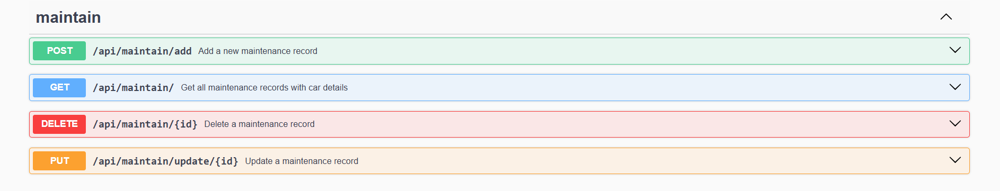 maintain
POST /api/maintain/add Add a new maintenance record
GET /api/maintain/ Get all maintenance records with car details
DELETE /api/maintain/{id} Delete a maintenance record
PUT /api/maintain/update/{id} Update a maintenance record